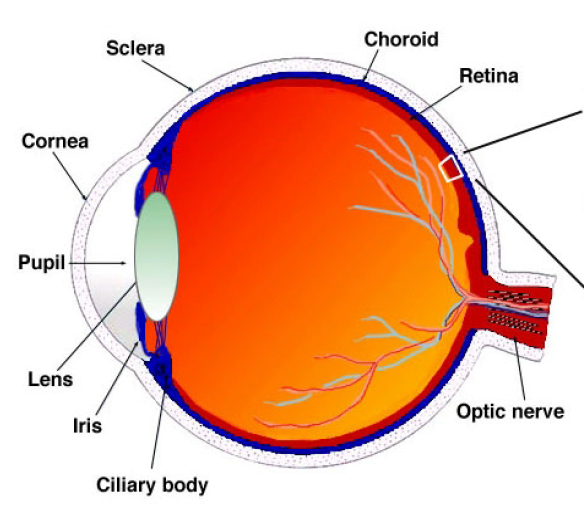 Choroid
Sclera
Retina
Cornea
Pupil
Lens
Iris
Optic nerve
Ciliary body